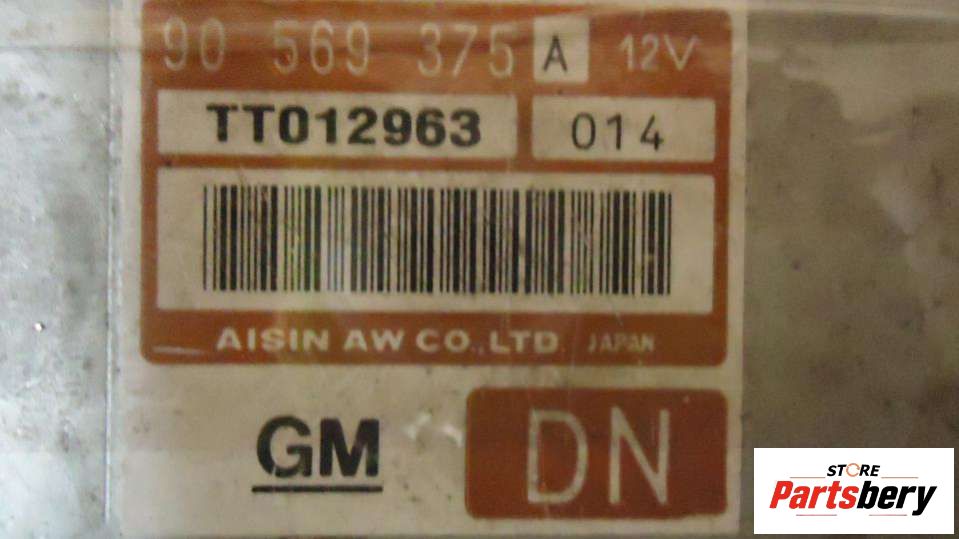 90 569 375 A 12V
TT012963 014
AISIN AW CO., LTD. JAPAN
GM DN
STORE
Partsbery